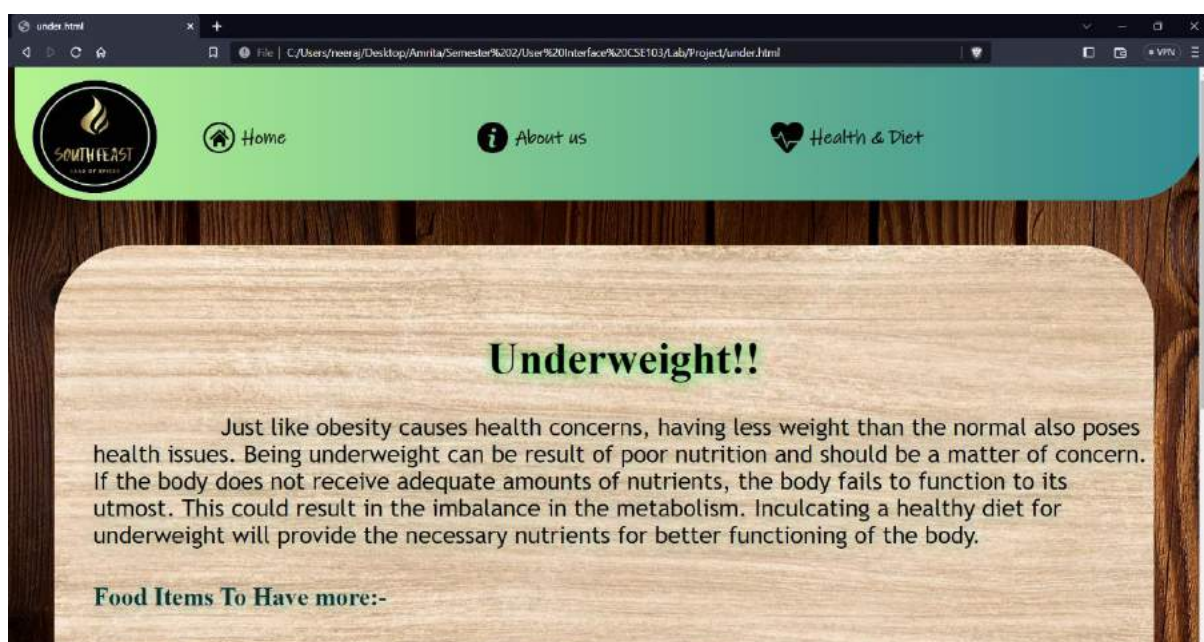 under.html
File | C:/Users/neeraj/Desktop/Amrita/Semester%202/User%20Interface%20CSE103/Lab/Project/under.html
VPN
SOUTH FEAST
LAND OF SPICES
Home
About us
Health & Diet
Underweight!!
Just like obesity causes health concerns, having less weight than the normal also poses
health issues. Being underweight can be result of poor nutrition and should be a matter of concern.
If the body does not receive adequate amounts of nutrients, the body fails to function to its
utmost. This could result in the imbalance in the metabolism. Inculcating a healthy diet for
underweight will provide the necessary nutrients for better functioning of the body.
Food Items To Have more:-